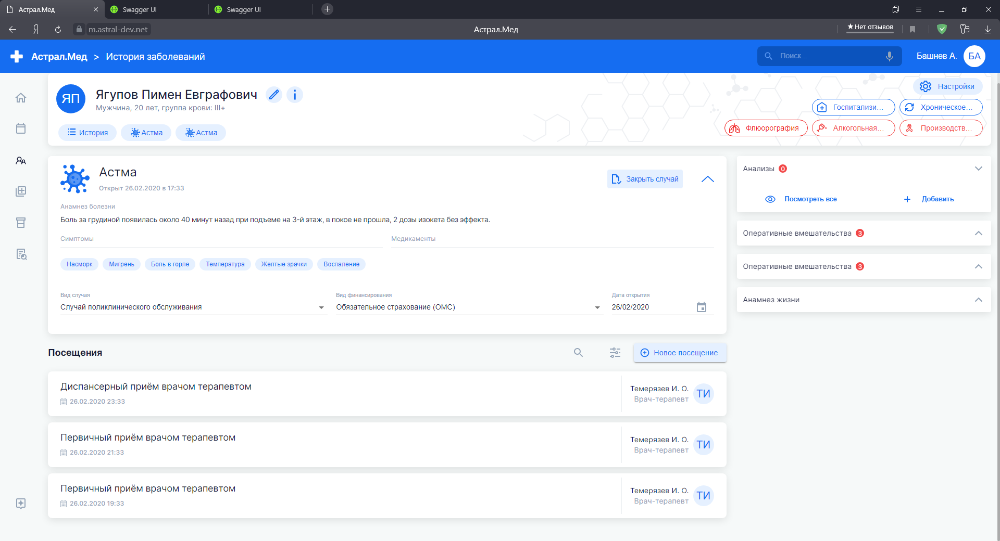 Астрал.Мед
Swagger UI
Swagger UI
Я
m.astral-dev.net
Астрал.Мед
★ Нет отзывов
Астрал.Мед > История заболеваний
Поиск...
Башнев А.
БА
ЯП
Ягупов Пимен Евграфович
Мужчина, 20 лет, группа крови: III+
Настройки
Госпитализи...
Хроническое...
История
Астма
Астма
Флюорография
Алкогольная...
Производств...
Астма
Открыт 26.02.2020 в 17:33
Закрыть случай
Анамнез болезни
Боль за грудиной появилась около 40 минут назад при подъеме на 3-й этаж, в покое не прошла, 2 дозы изокета без эффекта.
Симптомы
Медикаменты
Насморк
Мигрень
Боль в горле
Температура
Желтые зрачки
Воспаление
Вид случая
Случай поликлинического обслуживания
Вид финансирования
Обязательное страхование (ОМС)
Дата открытия
26/02/2020
Анализы 0
Посмотреть все
+ Добавить
Оперативные вмешательства 3
Оперативные вмешательства 3
Анамнез жизни
Посещения
Новое посещение
Диспансерный приём врачом терапевтом
26.02.2020 23:33
Темерязев И. О.
Врач-терапевт
ТИ
Первичный приём врачом терапевтом
26.02.2020 21:33
Темерязев И. О.
Врач-терапевт
ТИ
Первичный приём врачом терапевтом
26.02.2020 19:33
Темерязев И. О.
Врач-терапевт
ТИ